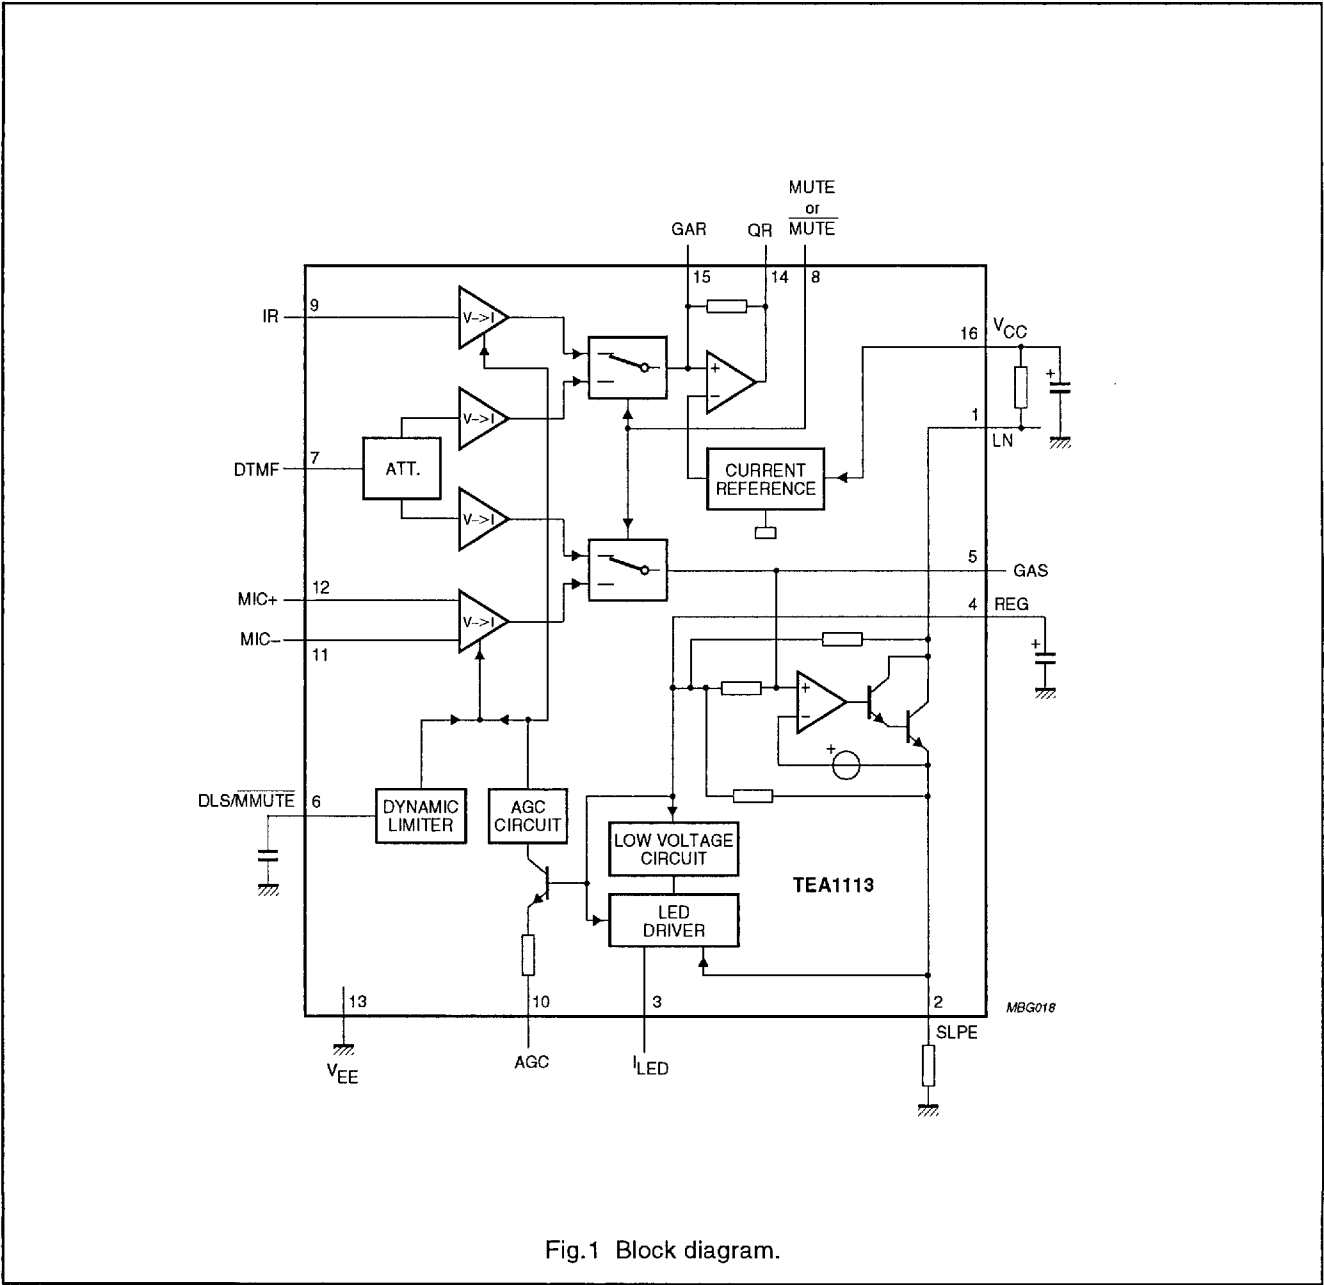 MUTE
or
MUTE
GAR
QR
15
14
8
IR
9
V->I
16
VCC
+
+
-
V->I
1
LN
DTMF
7
ATT.
CURRENT
REFERENCE
V->I
5
GAS
MIC+
12
4
REG
V->I
MIC-
11
+
+
-
+
DLS/MMUTE
6
DYNAMIC
LIMITER
AGC
CIRCUIT
LOW VOLTAGE
CIRCUIT
TEA1113
LED
DRIVER
13
10
3
2
MBG018
SLPE
VEE
AGC
ILED
Fig.1 Block diagram.